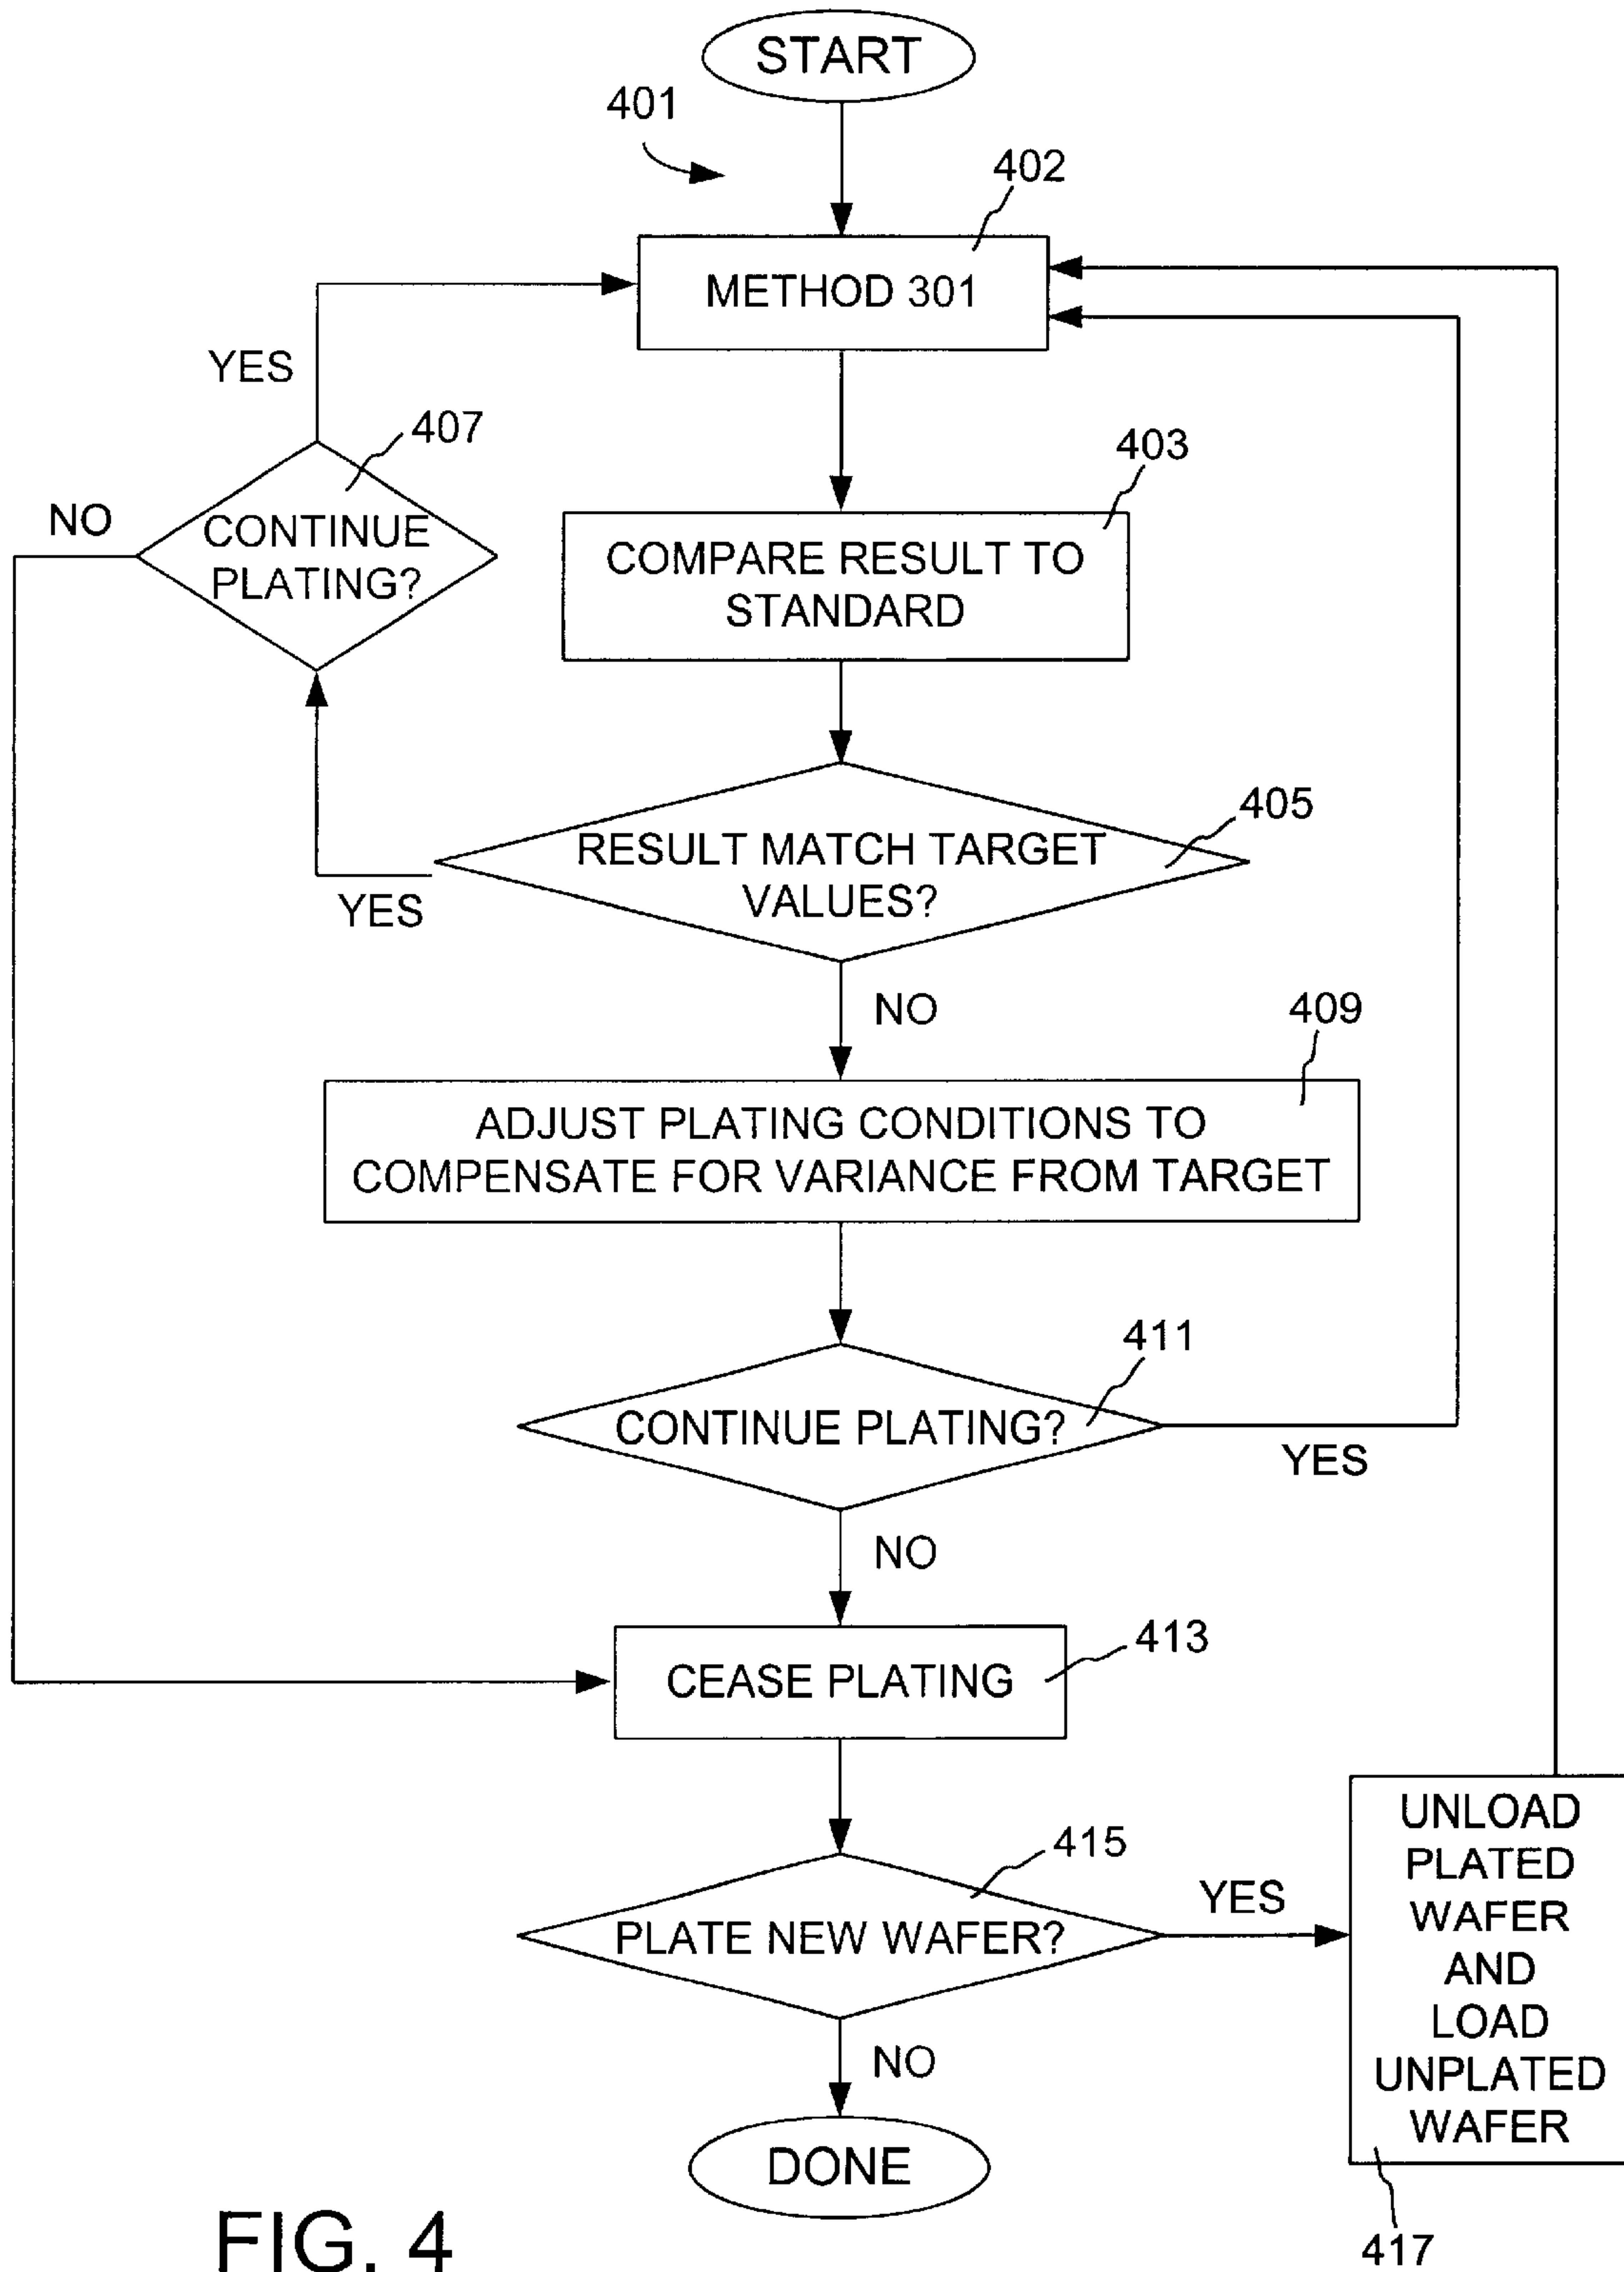 START
401
402
METHOD 301
YES
407
403
NO
CONTINUE
PLATING?
COMPARE RESULT TO
STANDARD
405
RESULT MATCH TARGET
VALUES?
YES
NO
409
ADJUST PLATING CONDITIONS TO
COMPENSATE FOR VARIANCE FROM TARGET
411
CONTINUE PLATING?
YES
NO
413
CEASE PLATING
415
PLATE NEW WAFER?
YES
UNLOAD
PLATED
WAFER
AND
LOAD
UNPLATED
WAFER
NO
DONE
417
FIG. 4